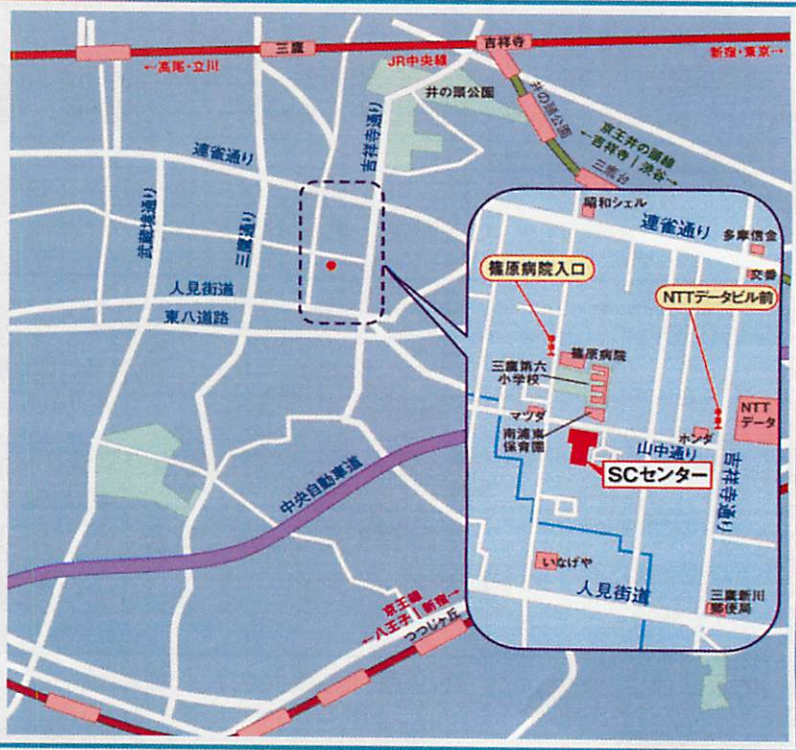 三鷹
吉祥寺
←高尾・立川
JR中央線
新宿・東京→
井の頭公園
井の頭公園
吉祥寺通り
京王井の頭線
←吉祥寺｜渋谷→
三鷹台
連雀通り
武蔵境通り
三鷹通り
人見街道
東八道路
中央自動車道
京王線
←八王子｜新宿→
つつじヶ丘
昭和シェル
連雀通り
多摩信金
交番
篠原病院入口
NTTデータビル前
篠原病院
三鷹第六
小学校
マツダ
南浦東
保育園
NTT
データ
ホンダ
山中通り
SCセンター
吉祥寺通り
いなげや
人見街道
三鷹新川
郵便局